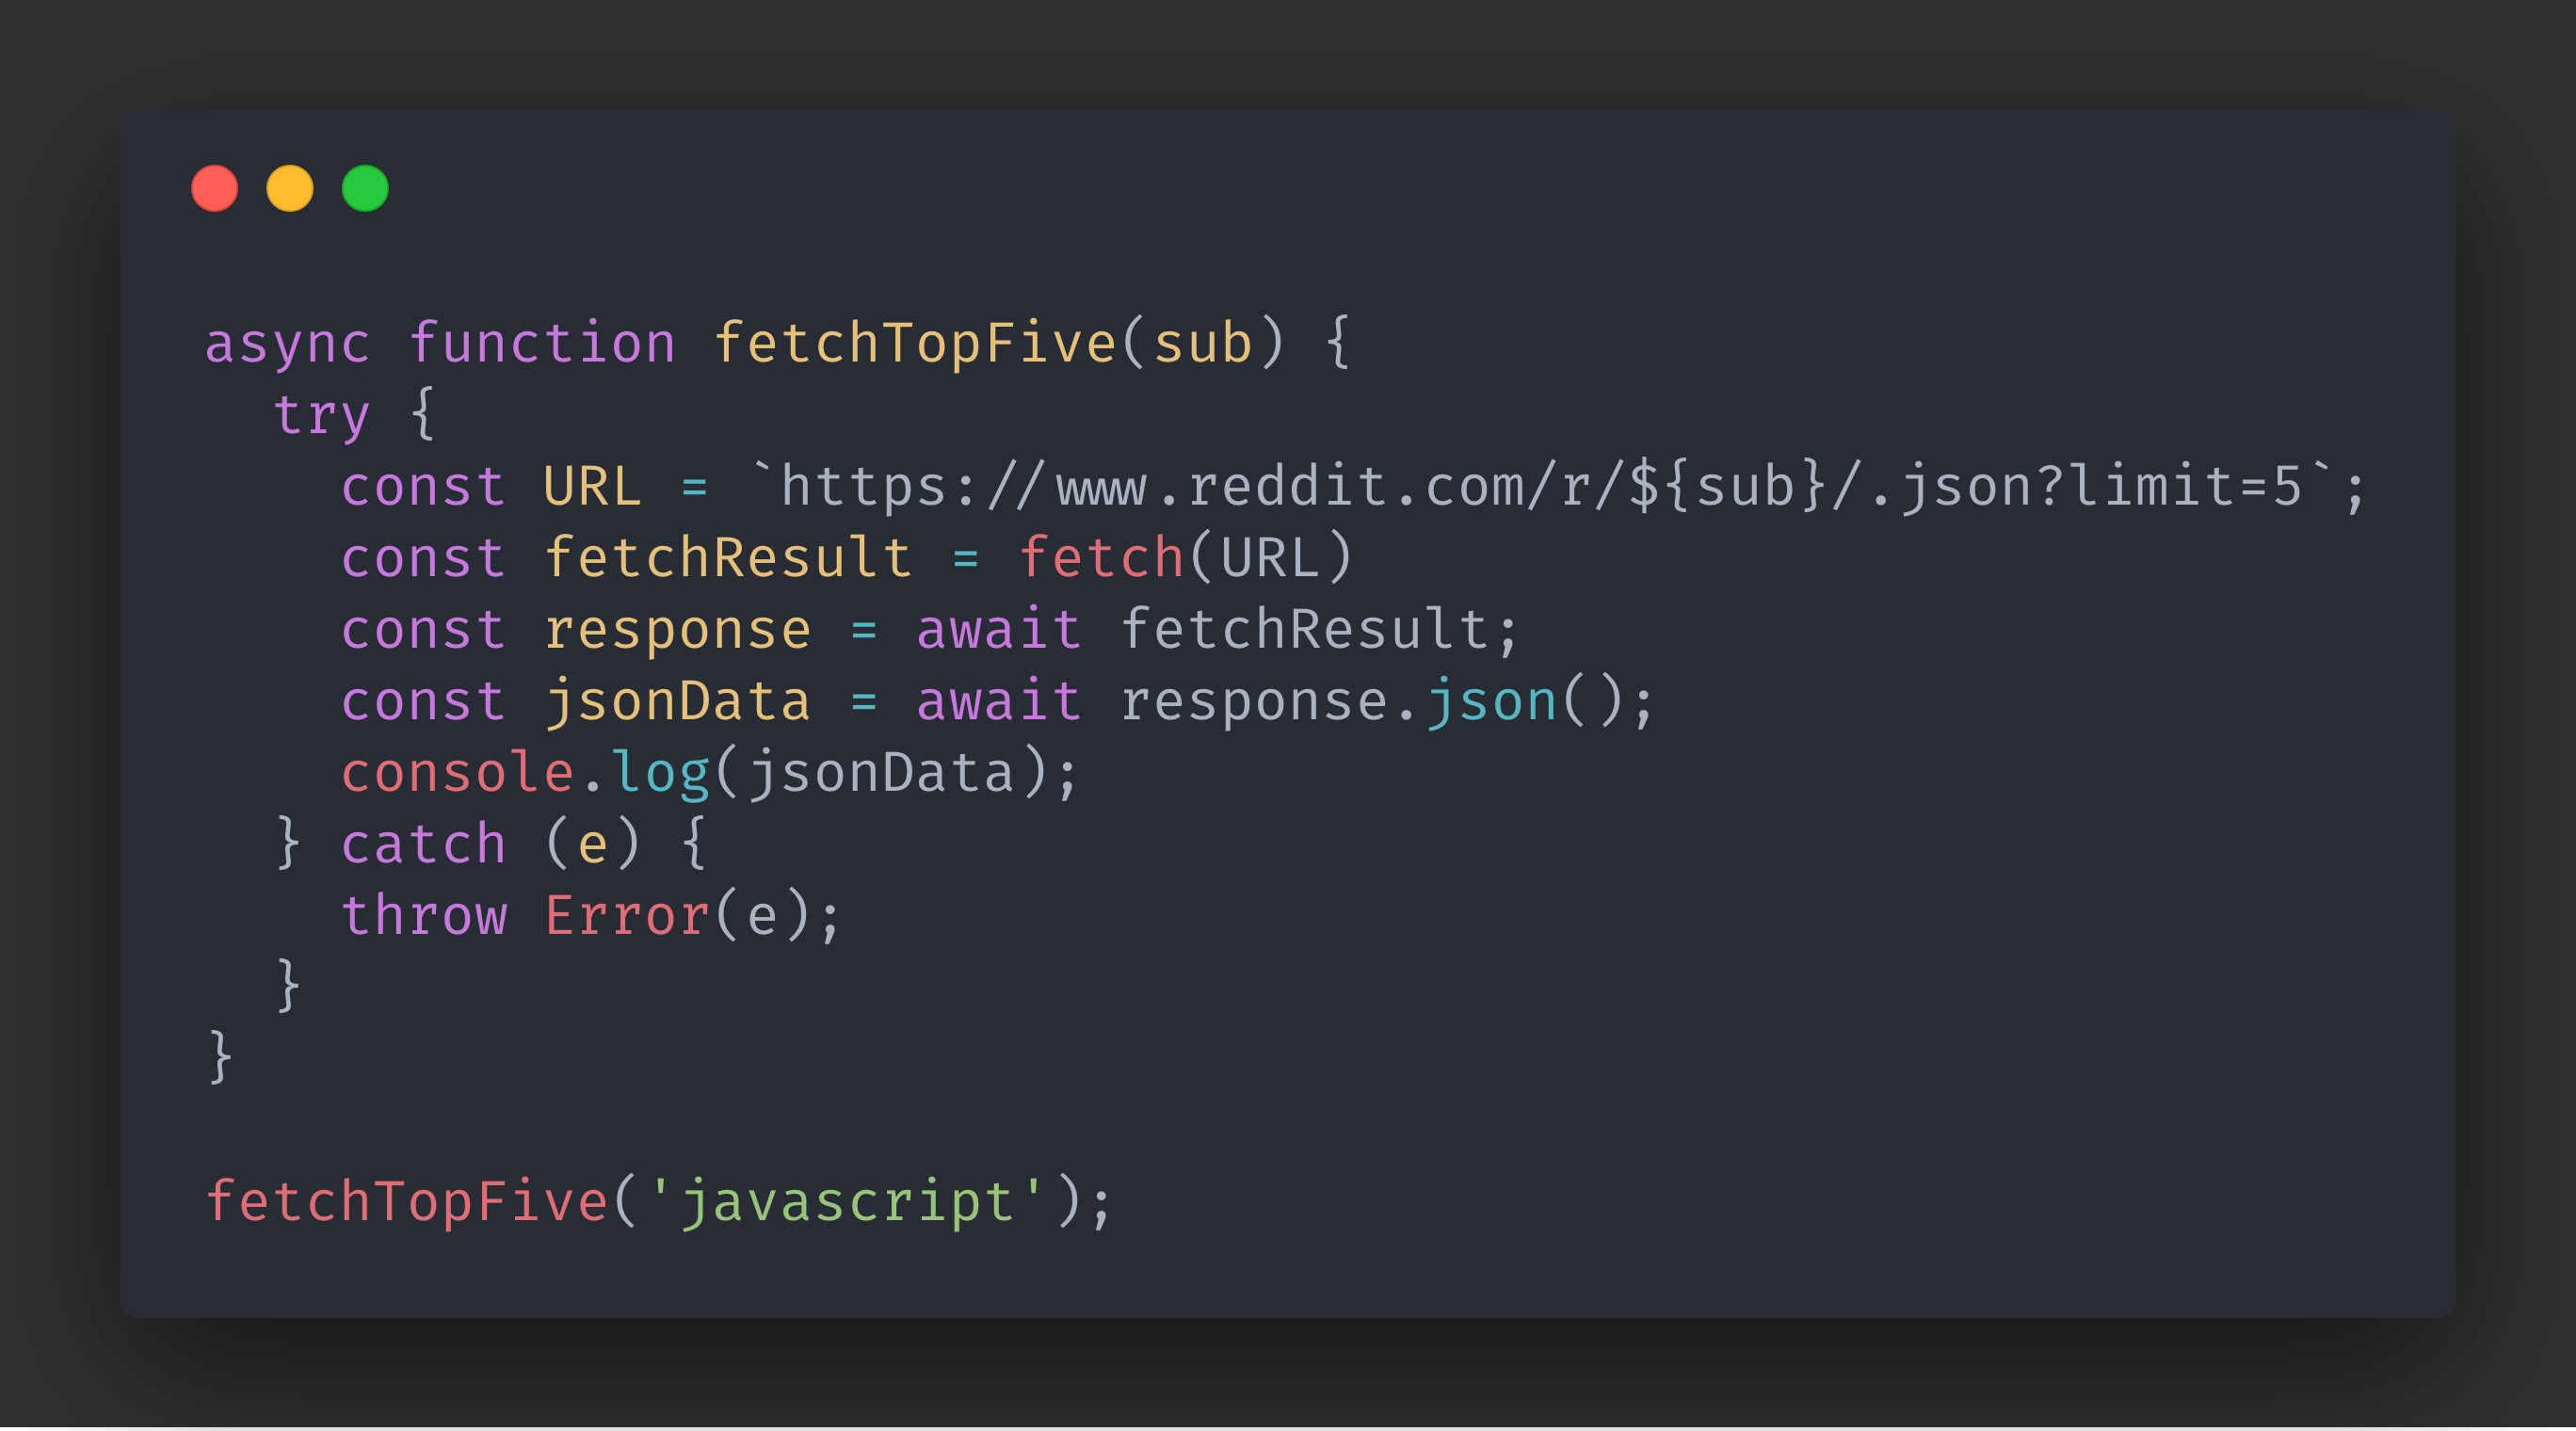 async function fetchTopFive(sub) {
  try {
    const URL = `https://www.reddit.com/r/${sub}/.json?limit=5`;
    const fetchResult = fetch(URL)
    const response = await fetchResult;
    const jsonData = await response.json();
    console.log(jsonData);
  } catch (e) {
    throw Error(e);
  }
}

fetchTopFive('javascript');